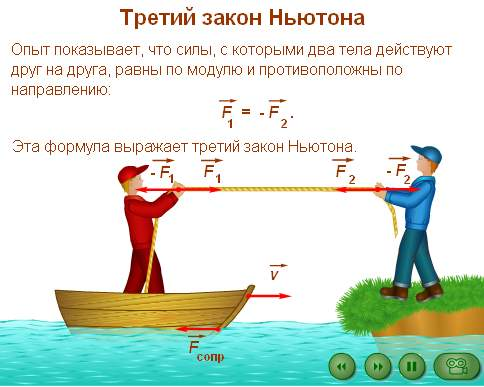 Третий закон Ньютона
Опыт показывает, что силы, с которыми два тела действуют
друг на друга, равны по модулю и противоположны по
направлению:
F₁ = - F₂ .
Эта формула выражает третий закон Ньютона.
- F₁ F₁ F₂ - F₂
v
Fсопр